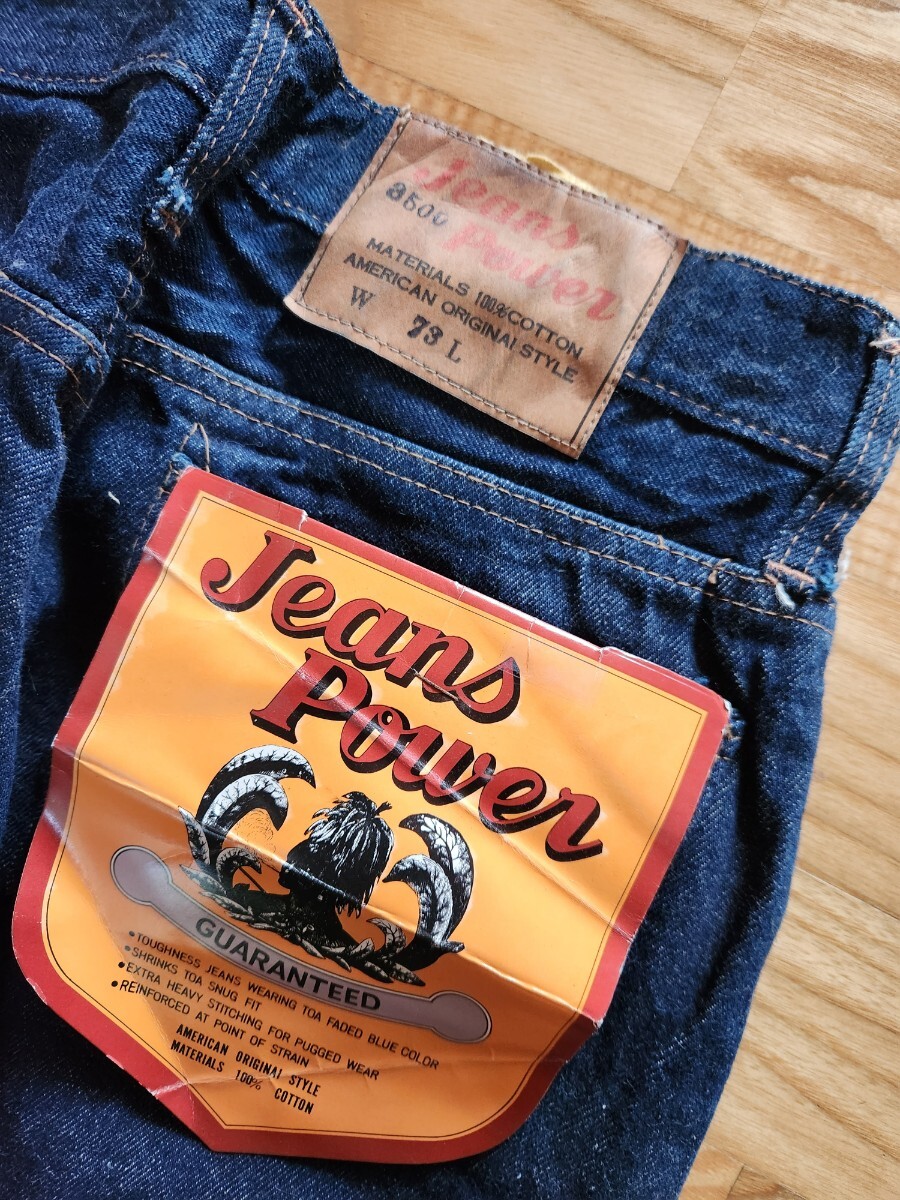 Jeans
8500
Power
MATERIALS 100% COTTON
AMERICAN ORIGINAl STYLE
W 73 L
Jeans
Power
GUARANTEED
•TOUGHNESS JEANS WEARING TOA FADED BLUE COLOR
•SHRINKS TOA SNUG FIT
•EXTRA HEAVY STITCHING FOR PUGGED WEAR
•REINFORCED AT POINT OF STRAIN
AMERICAN ORIGINAl STYLE
MATERIALS 100% COTTON